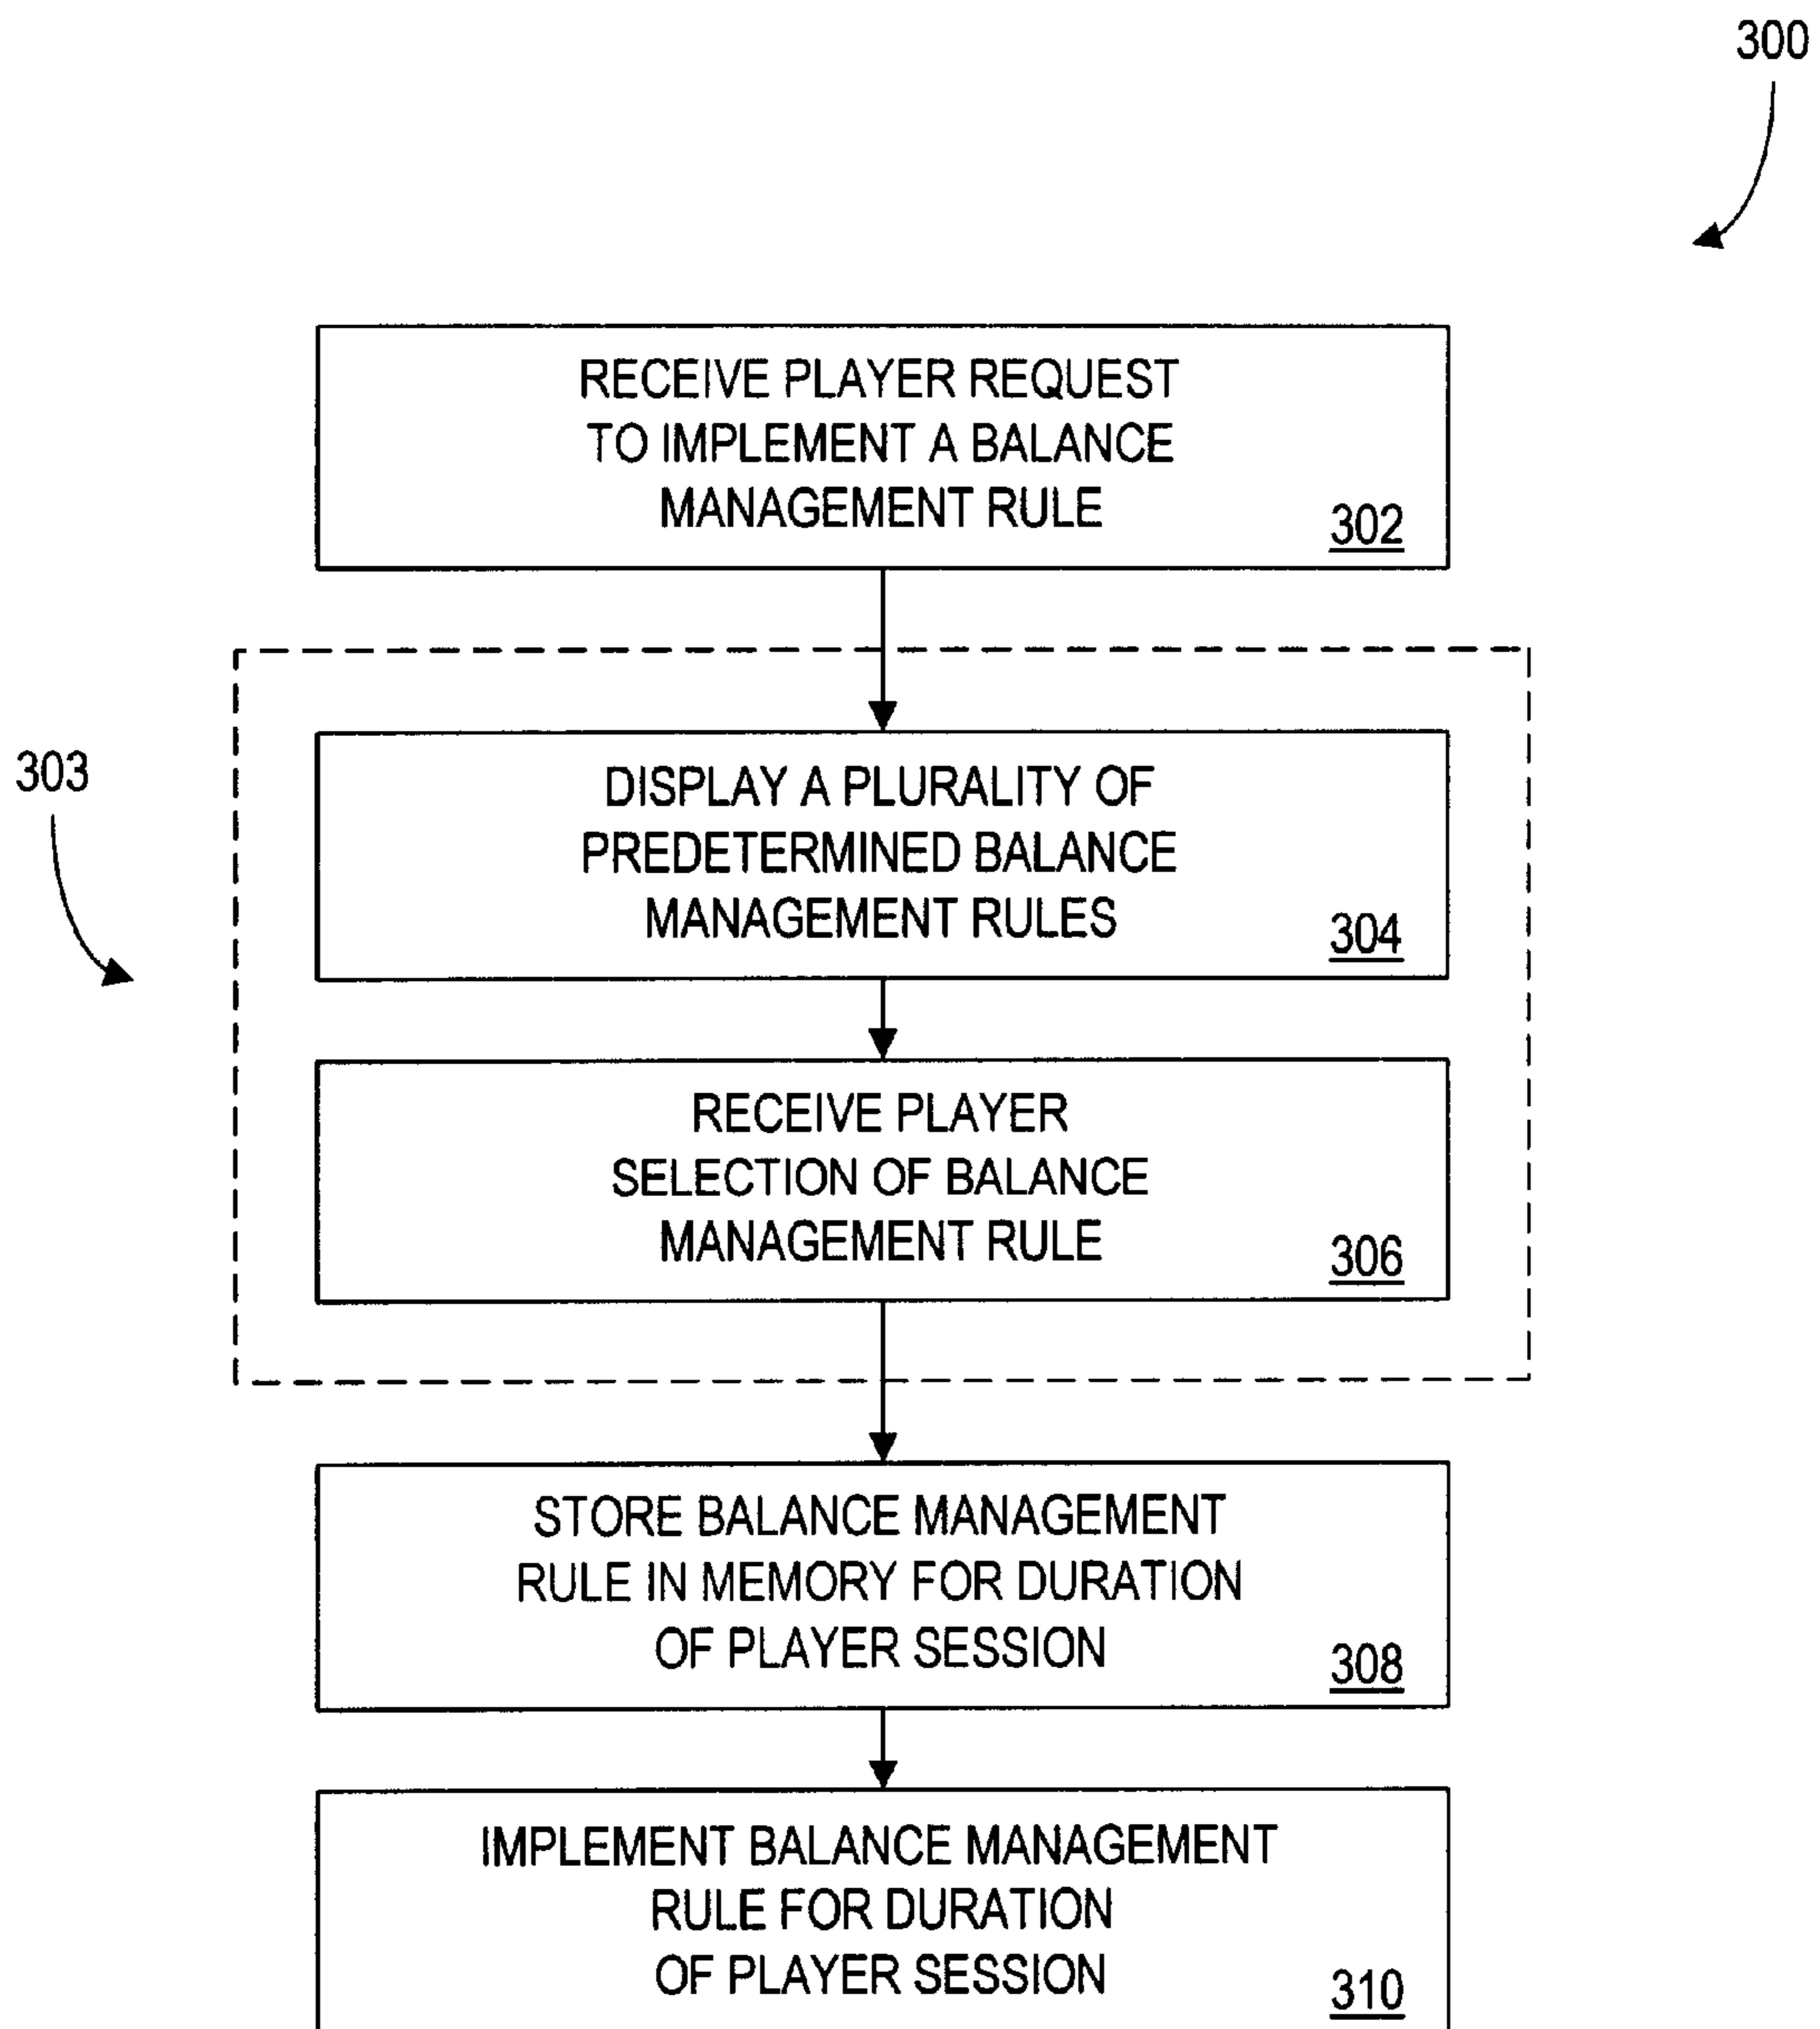 300
RECEIVE PLAYER REQUEST
TO IMPLEMENT A BALANCE
MANAGEMENT RULE
302
303
DISPLAY A PLURALITY OF
PREDETERMINED BALANCE
MANAGEMENT RULES
304
RECEIVE PLAYER
SELECTION OF BALANCE
MANAGEMENT RULE
306
STORE BALANCE MANAGEMENT
RULE IN MEMORY FOR DURATION
OF PLAYER SESSION
308
IMPLEMENT BALANCE MANAGEMENT
RULE FOR DURATION
OF PLAYER SESSION
310